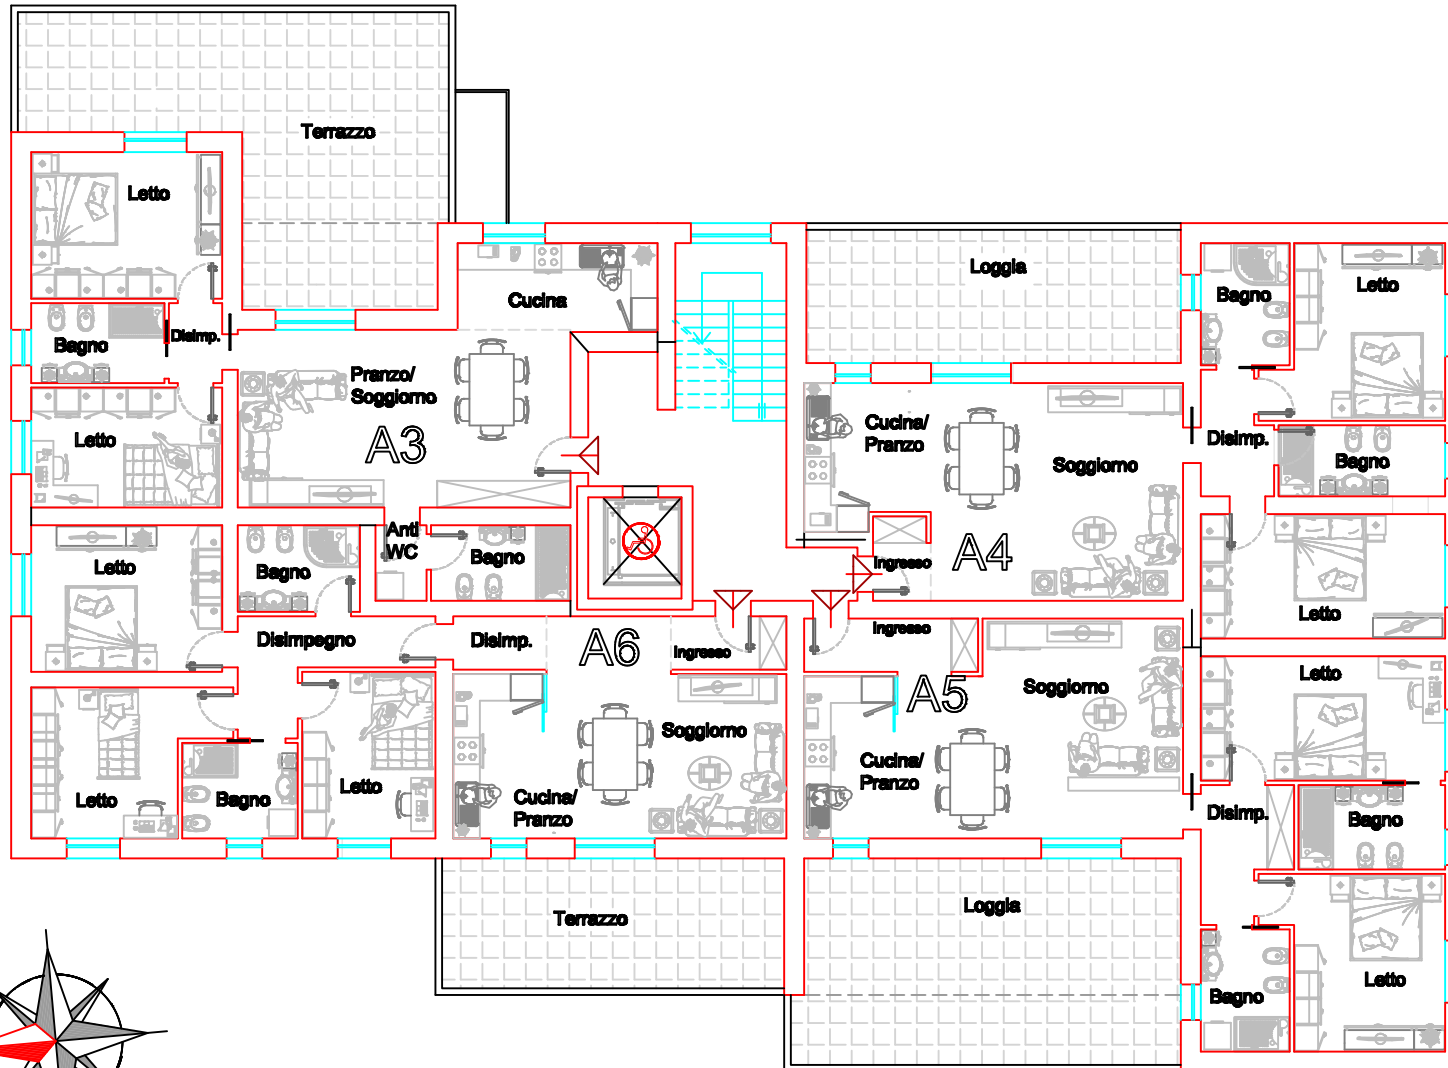 Terrazzo
Letto
Loggia
Letto
Bagno
Cucina
Disimp.
Bagno
Pranzo/
Soggiorno
A3
Letto
Cucina/
Pranzo
Disimp.
Soggiorno
Bagno
Anti
WC
Bagno
A4
Ingresso
Letto
Bagno
Letto
Ingresso
Disimpegno
Disimp.
A6
Ingresso
Letto
Soggiorno
A5
Soggiorno
Cucina/
Pranzo
Letto
Bagno
Letto
Cucina/
Pranzo
Disimp.
Bagno
Terrazzo
Loggia
Letto
Bagno